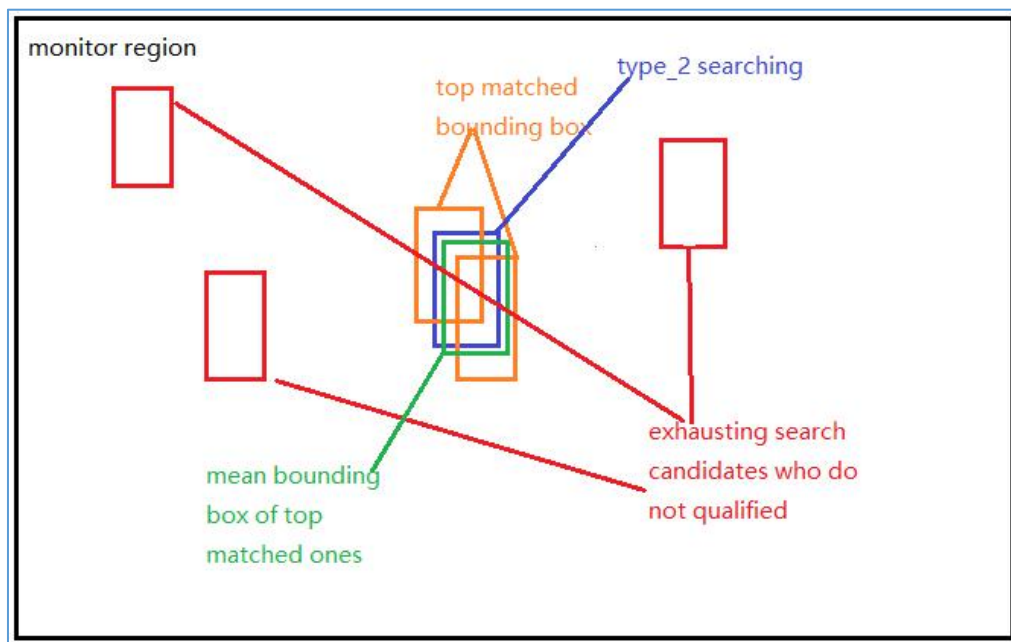 monitor region
type_2 searching
top matched
bounding box
exhausting search
candidates who do
not qualified
mean bounding
box of top
matched ones